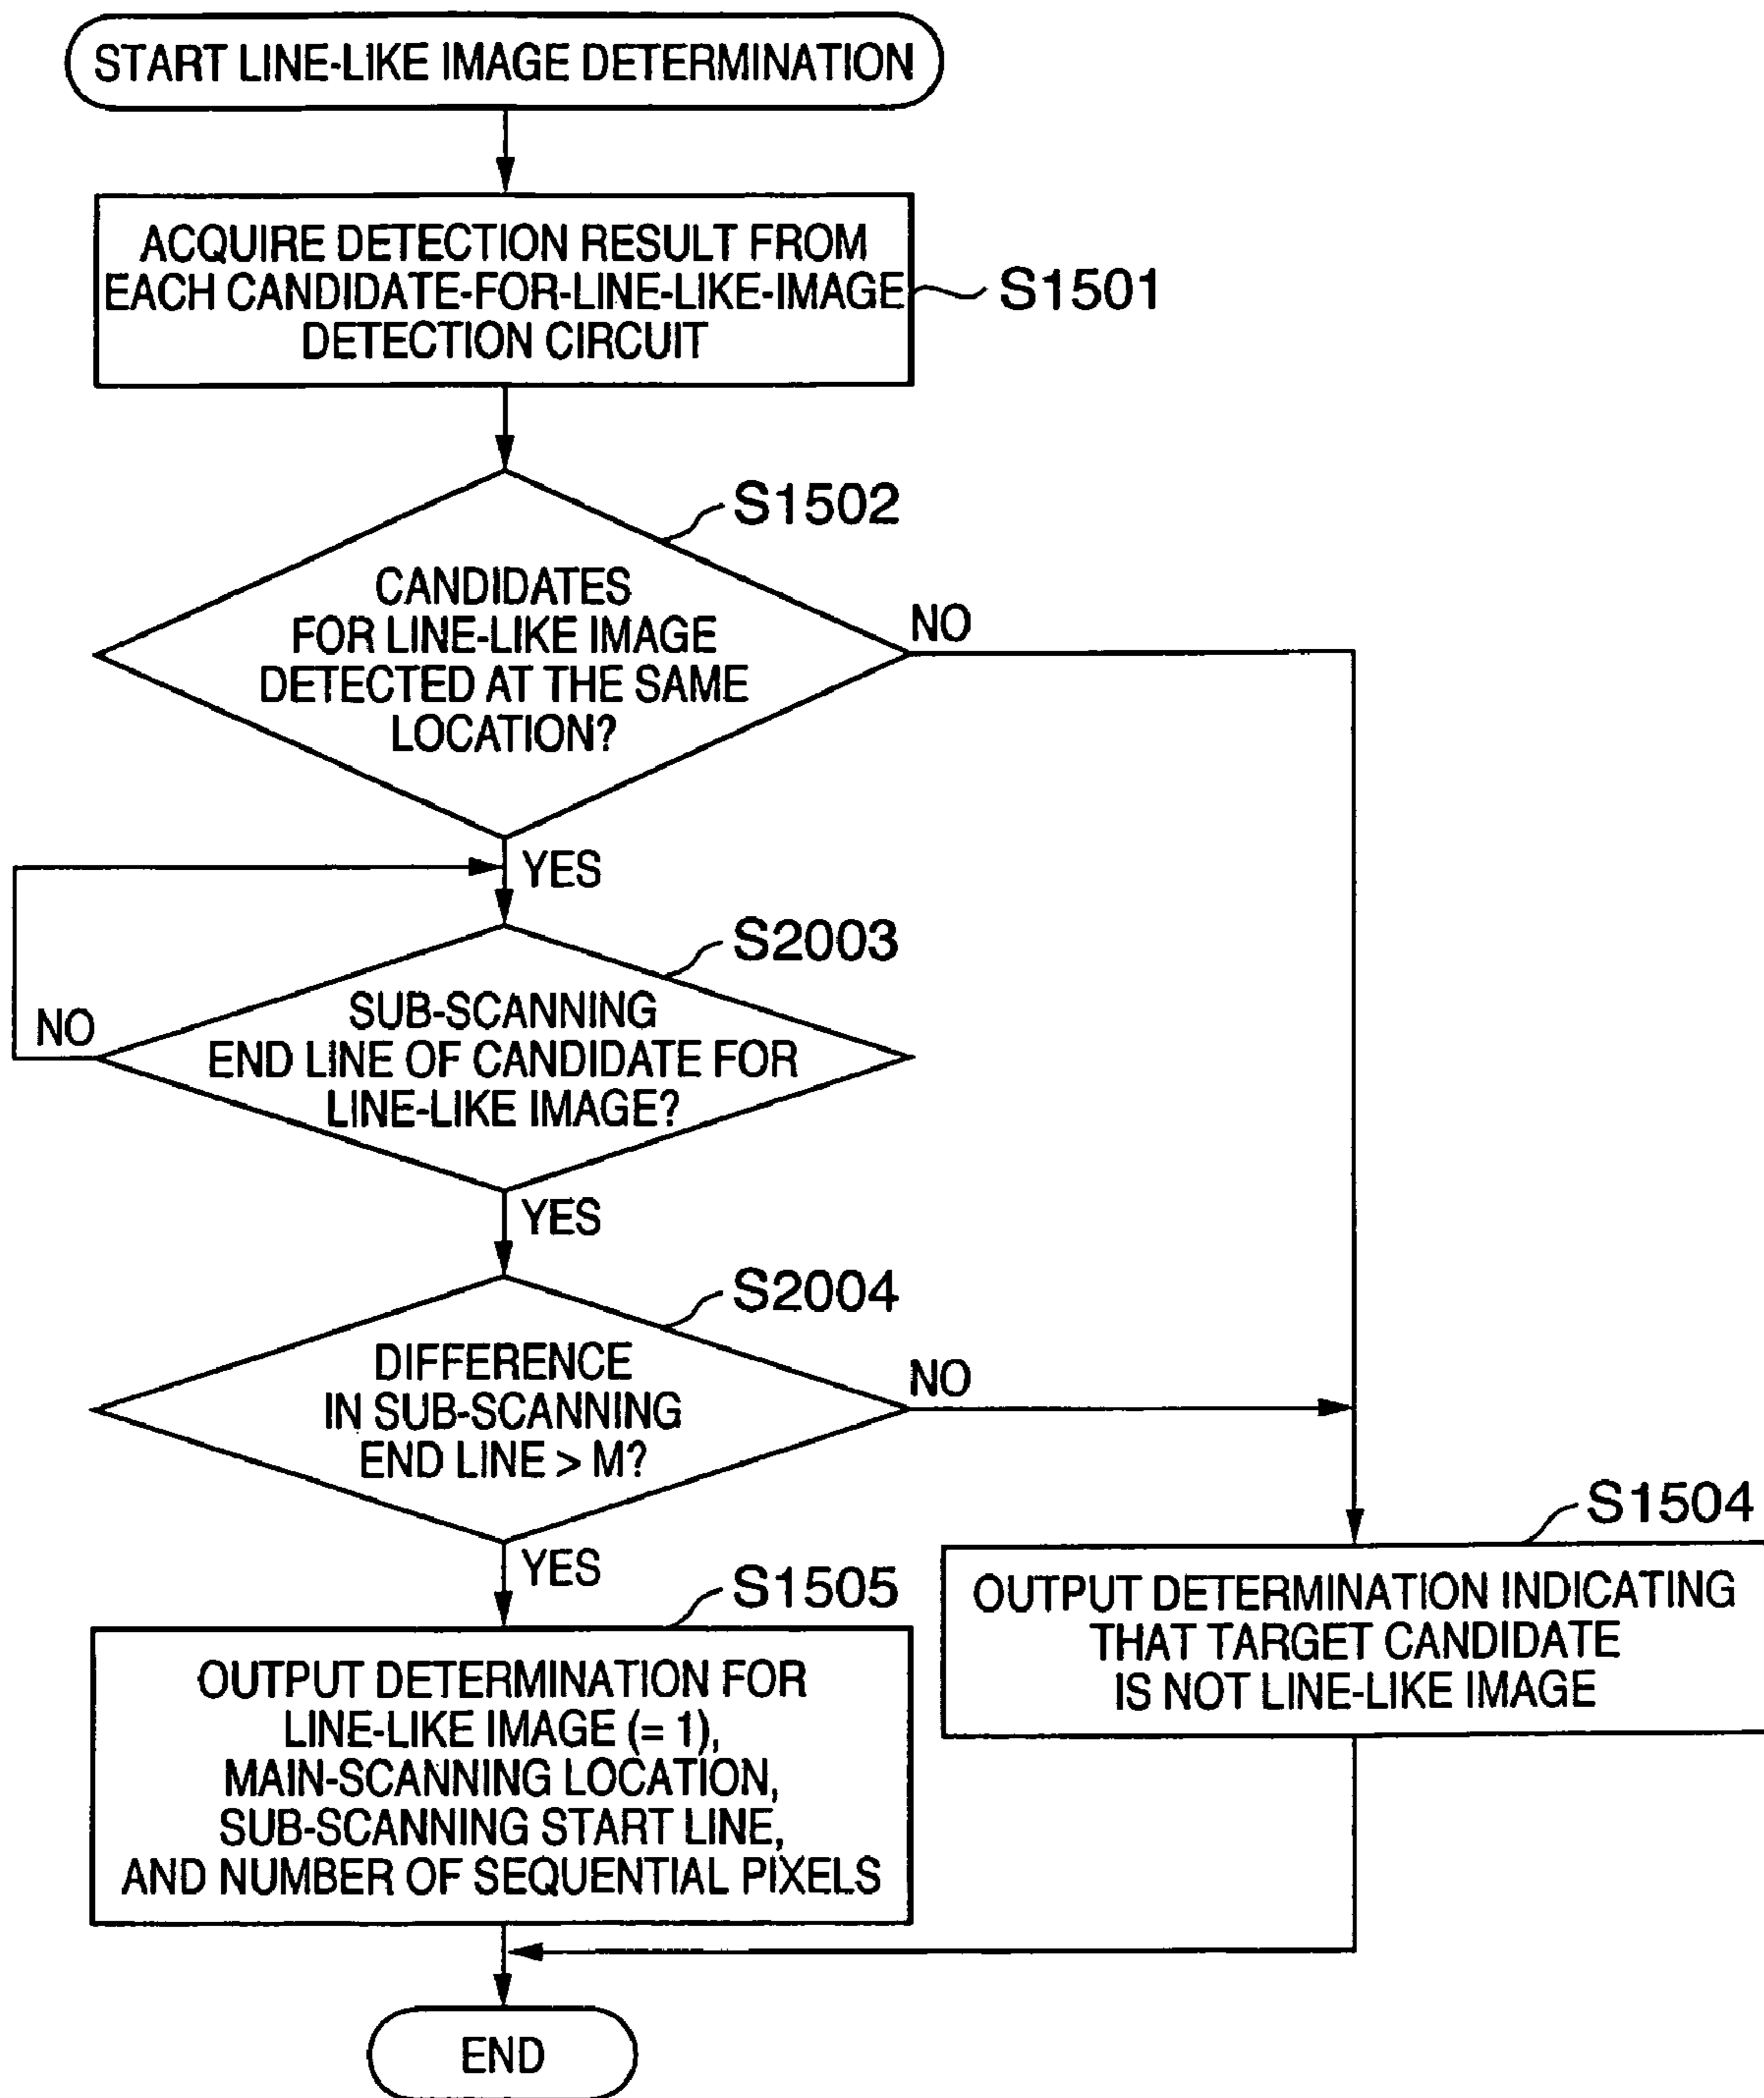 START LINE-LIKE IMAGE DETERMINATION
ACQUIRE DETECTION RESULT FROM
EACH CANDIDATE-FOR-LINE-LIKE-IMAGE
DETECTION CIRCUIT
S1501
S1502
CANDIDATES
FOR LINE-LIKE IMAGE
DETECTED AT THE SAME
LOCATION?
NO
YES
S2003
SUB-SCANNING
END LINE OF CANDIDATE FOR
LINE-LIKE IMAGE?
NO
YES
S2004
DIFFERENCE
IN SUB-SCANNING
END LINE > M?
NO
YES
S1504
OUTPUT DETERMINATION INDICATING
THAT TARGET CANDIDATE
IS NOT LINE-LIKE IMAGE
S1505
OUTPUT DETERMINATION FOR
LINE-LIKE IMAGE (= 1),
MAIN-SCANNING LOCATION,
SUB-SCANNING START LINE,
AND NUMBER OF SEQUENTIAL PIXELS
END